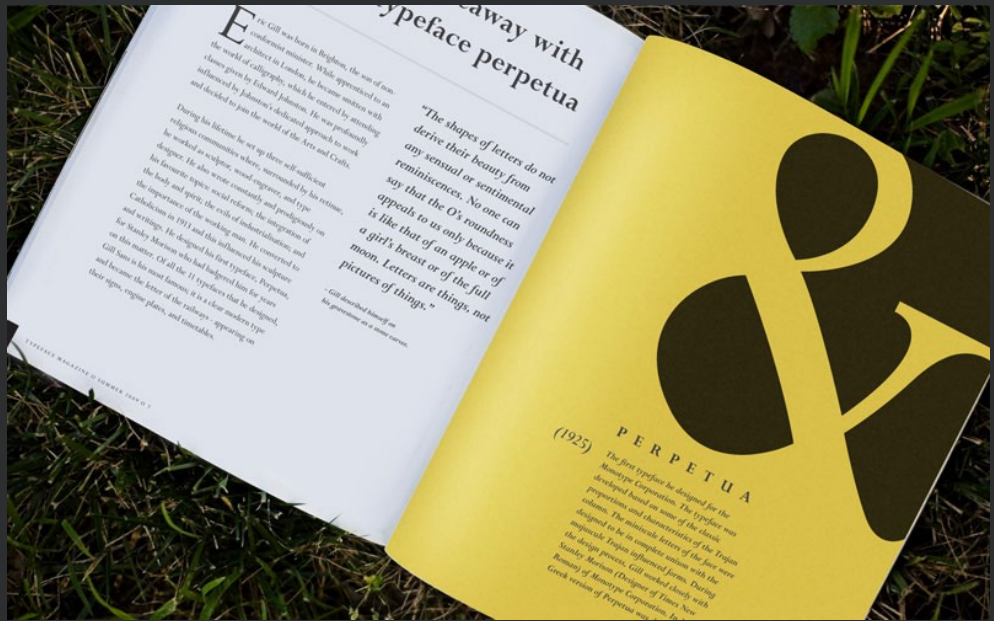 eaway with
typeface perpetua
Eric Gill was born in Brighton, the son of non-
conformist minister. While apprenticed to an
architect in London, he became smitten with
the world of calligraphy, which he entered by attending
classes given by Edward Johnston. He was profoundly
influenced by Johnston's dedicated approach to work
and decided to join the world of the Arts and Crafts.
During his lifetime he set up three self-sufficient
religious communities where, surrounded by his retinue,
he worked as sculptor, wood-engraver, and type
designer. He also wrote constantly and prodigiously on
his favourite topics: social reform; the integration of
the body and spirit; the evils of industrialisation; and
the importance of the working man. He converted to
Catholicism in 1913 and this influenced his sculpture
and writings. He designed his first typeface, Perpetua,
for Stanley Morison who had badgered him for years
on this matter. Of all the 11 typefaces that he designed,
Gill Sans is his most famous; it is a clear modern type
and became the letter of the railways - appearing on
their signs, engine plates, and timetables.
"The shapes of letters do not
derive their beauty from
any sensual or sentimental
reminiscences. No one can
say that the O's roundness
appeals to us only because it
is like that of an apple or of
a girl's breast or of the full
moon. Letters are things, not
pictures of things."
- Gill described himself on
his gravestone as a stone carver.
TYPEFACE MAGAZINE SUMMER 2009
&
(1925)
PERPETUA
The first typeface he designed for the
Monotype Corporation. The typeface was
developed based on some of the classic
proportions and characteristics of the Trajan
column. The miniscule letters of the face were
designed to be in complete unison with the
majuscule Trajan influenced forms. During
the design process, Gill worked closely with
Stanley Morison (Designer of Times New
Roman) of Monotype Corporation.
Greek version of Perpetua was